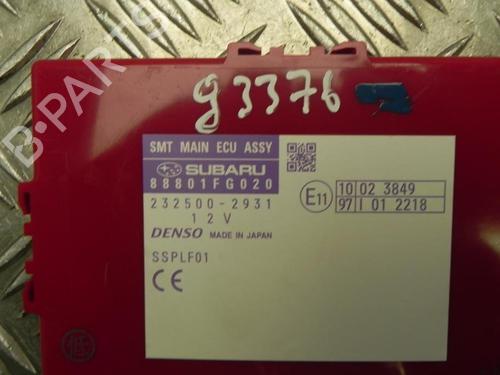 g3376
SMT MAIN ECU ASSY
SUBARU
88801FG020
232500-2931
12V
DENSO MADE IN JAPAN
SSPLF01
CE
E11
10 02 3849
97 I 01 2218
B-PARTS